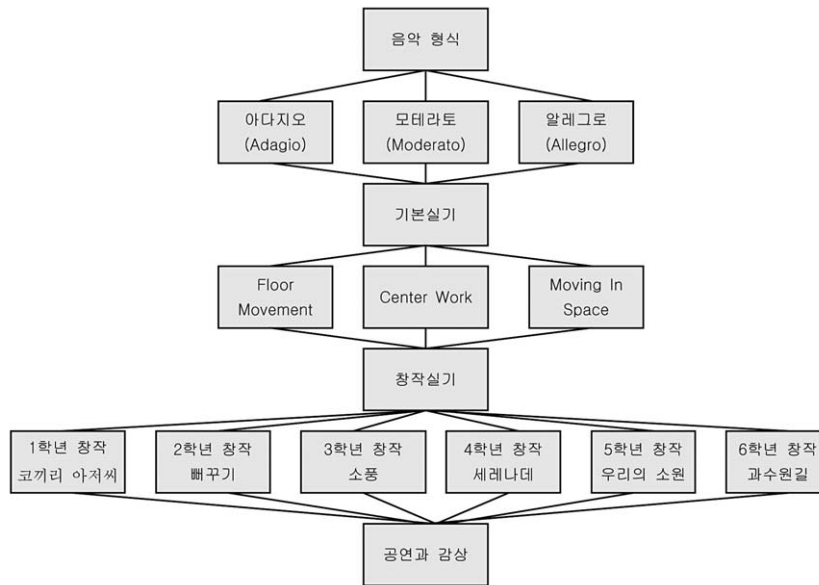 음악 형식
아다지오
(Adagio)
모테라토
(Moderato)
알레그로
(Allegro)
기본실기
Floor
Movement
Center Work
Moving In
Space
창작실기
1학년 창작
코끼리 아저씨
2학년 창작
뻐꾸기
3학년 창작
소풍
4학년 창작
세레나데
5학년 창작
우리의 소원
6학년 창작
과수원길
공연과 감상